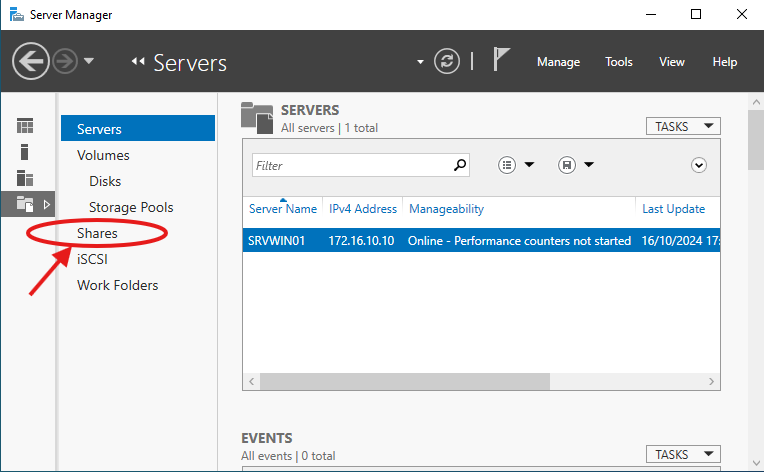 Server Manager
Servers
Manage Tools View Help
Servers
Volumes
Disks
Storage Pools
Shares
iSCSI
Work Folders
SERVERS
All servers | 1 total
TASKS
Filter
Server Name IPv4 Address Manageability Last Update
SRVWIN01 172.16.10.10 Online - Performance counters not started 16/10/2024 17:
EVENTS
All events | 0 total
TASKS